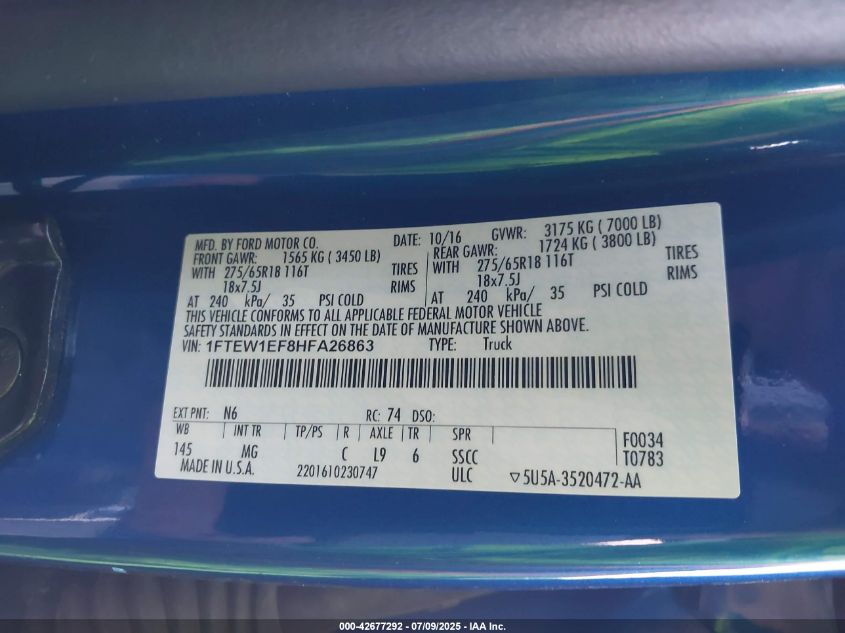 MFD. BY FORD MOTOR CO. DATE: 10/16 GVWR: 3175 KG ( 7000 LB)
FRONT GAWR: 1565 KG ( 3450 LB) REAR GAWR: 1724 KG ( 3800 LB)
WITH 275/65R18 116T TIRES WITH 275/65R18 116T TIRES
18x7.5J RIMS 18x7.5J RIMS
AT 240 kPa/ 35 PSI COLD AT 240 kPa/ 35 PSI COLD
THIS VEHICLE CONFORMS TO ALL APPLICABLE FEDERAL MOTOR VEHICLE
SAFETY STANDARDS IN EFFECT ON THE DATE OF MANUFACTURE SHOWN ABOVE.
VIN: 1FTEW1EF8HFA26863 TYPE: Truck
EXT PNT: N6 RC: 74 DSO:
WB INT TR TP/PS R AXLE TR SPR F0034
145 MG C L9 6 SSCC T0783
MADE IN U.S.A. 2201610230747 ULC ▽5U5A-3520472-AA
000-42677292 - 07/09/2025 - IAA Inc.